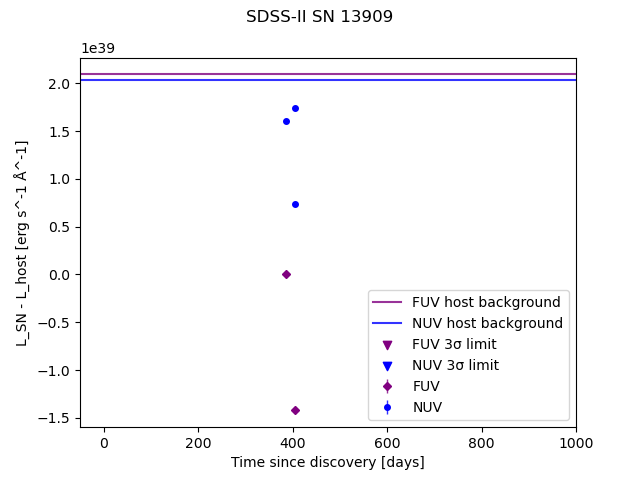 SDSS-II SN 13909
1e39
L_SN - L_host [erg s^-1 Å^-1]
2.0
1.5
1.0
0.5
0.0
−0.5
−1.0
−1.5
FUV host background
NUV host background
FUV 3σ limit
NUV 3σ limit
FUV
NUV
0 200 400 600 800 1000
Time since discovery [days]